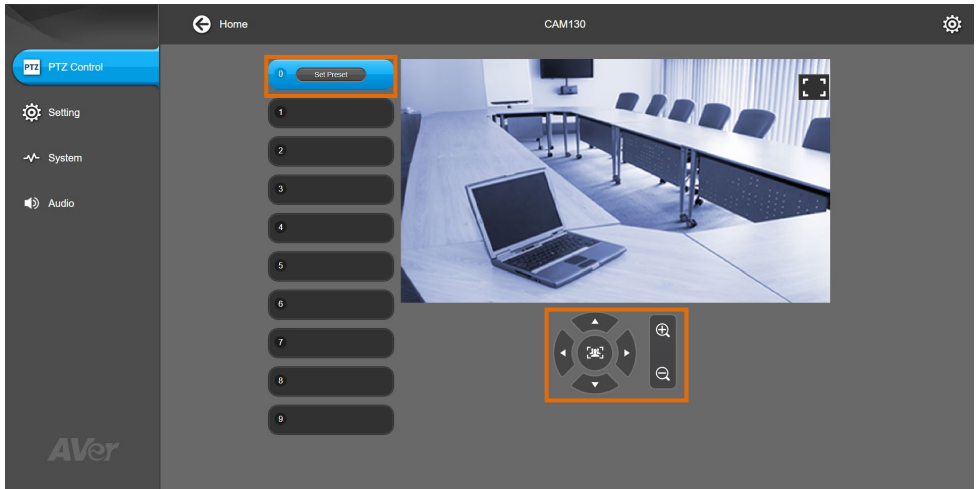 Home
CAM130
PTZ PTZ Control
Setting
System
Audio
0 Set Preset
1
2
3
4
5
6
7
8
9
AVer